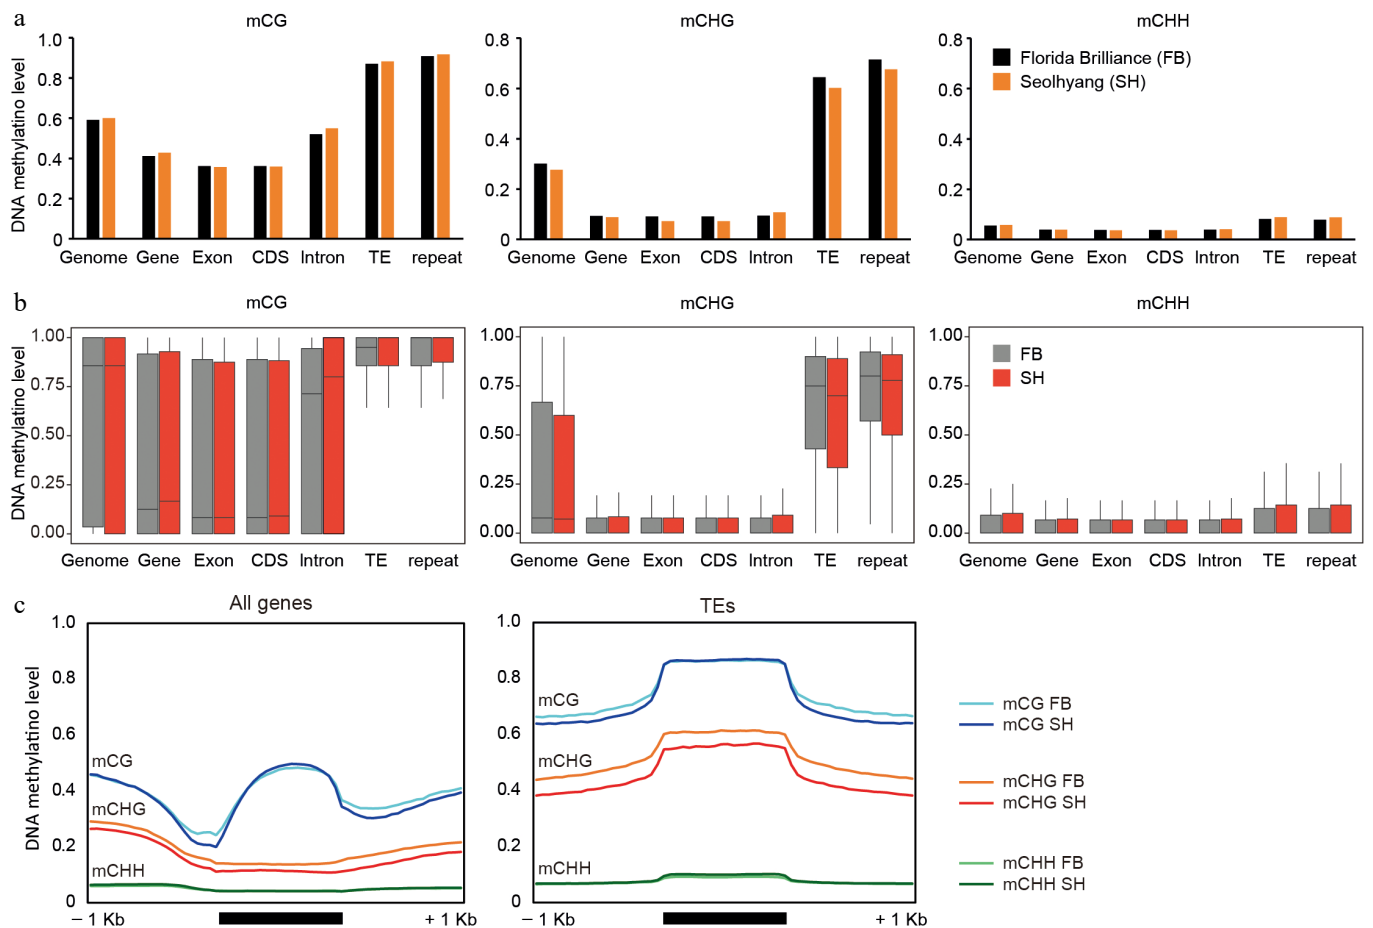 a
mCG
mCHG
mCHH
DNA methylatino level
1.0
0.8
0.6
0.4
0.2
0
Genome Gene Exon CDS Intron TE repeat
0.8
0.6
0.4
0.2
0
Genome Gene Exon CDS Intron TE repeat
0.8
0.6
0.4
0.2
0
Genome Gene Exon CDS Intron TE repeat
Florida Brilliance (FB)
Seolhyang (SH)
b
mCG
mCHG
mCHH
DNA methylatino level
1.00
0.75
0.50
0.25
0.00
Genome Gene Exon CDS Intron TE repeat
1.00
0.75
0.50
0.25
0.00
Genome Gene Exon CDS Intron TE repeat
1.00
0.75
0.50
0.25
0.00
Genome Gene Exon CDS Intron TE repeat
FB
SH
c
All genes
DNA methylatino level
1.0
0.8
0.6
0.4
0.2
0
mCG
mCHG
mCHH
– 1 Kb
+ 1 Kb
TEs
1.0
0.8
0.6
0.4
0.2
0
mCG
mCHG
mCHH
– 1 Kb
+ 1 Kb
mCG FB
mCG SH
mCHG FB
mCHG SH
mCHH FB
mCHH SH